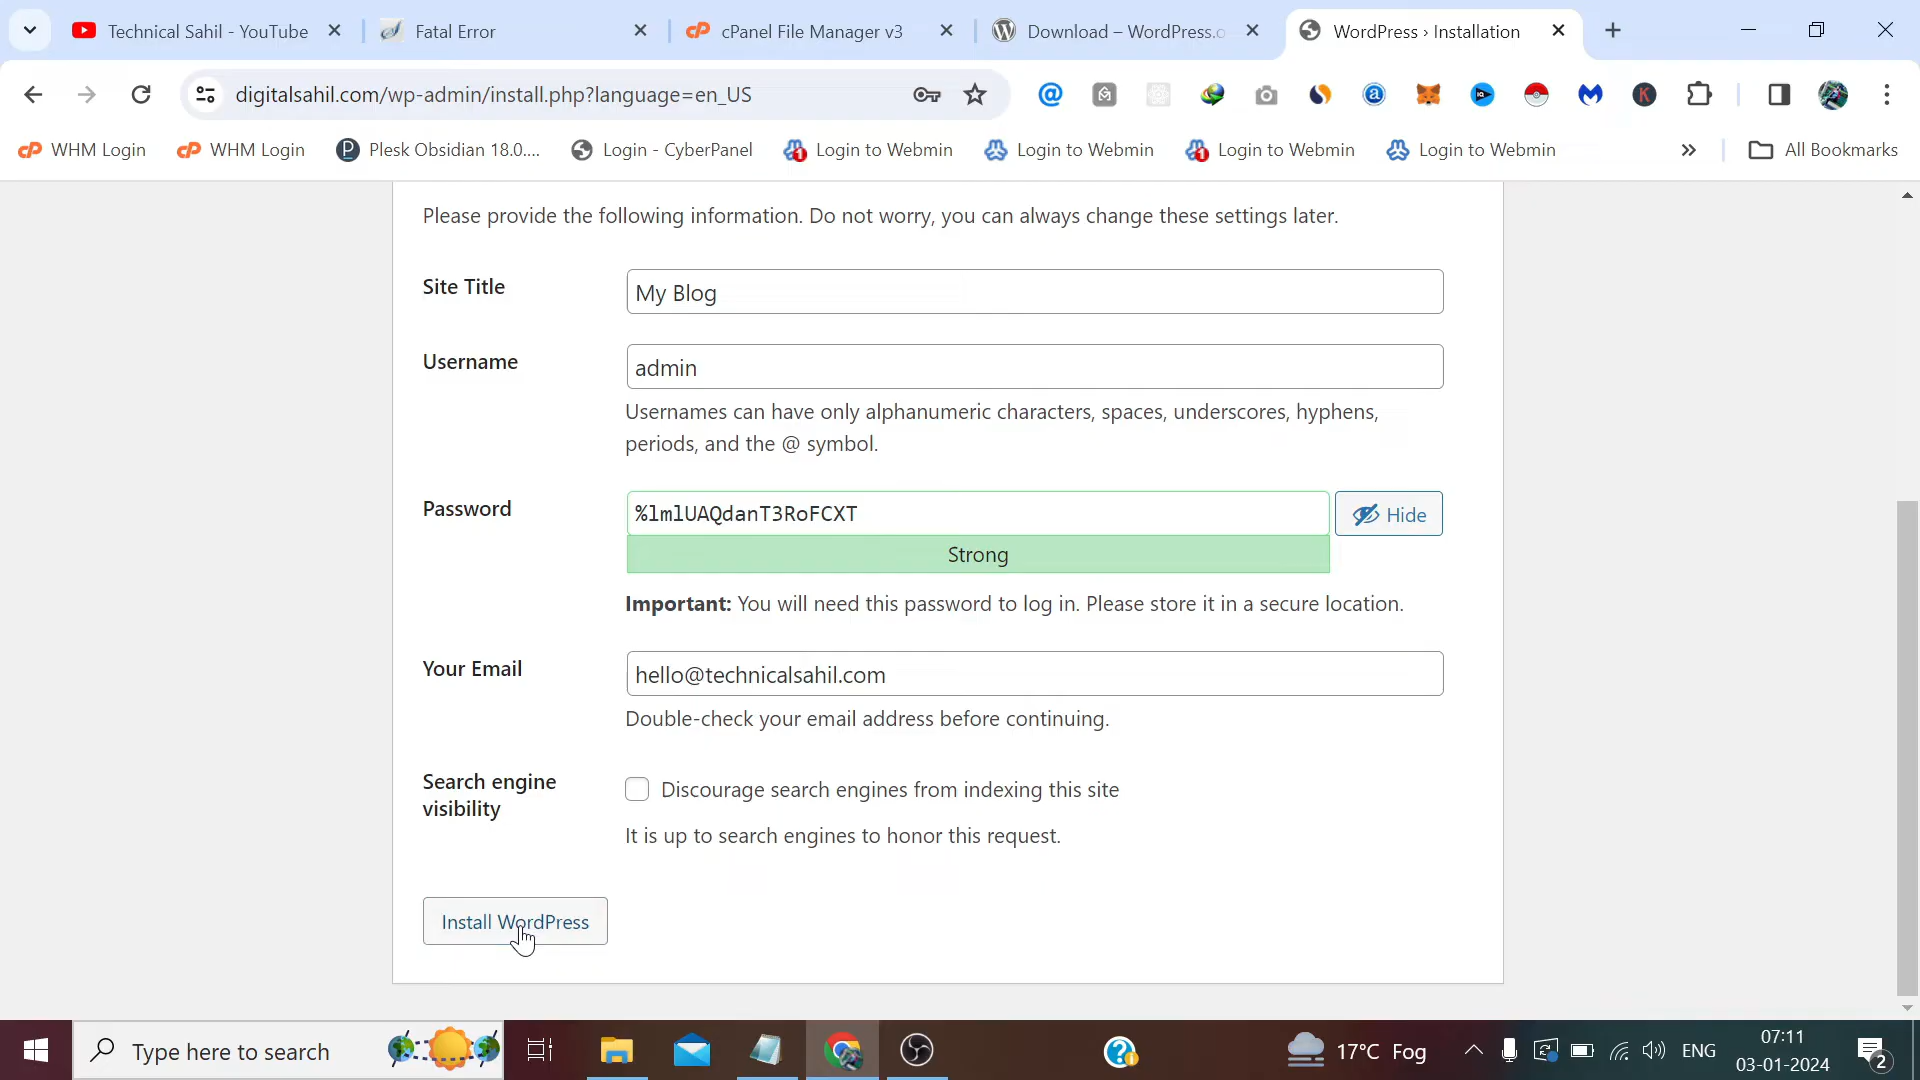 Technical Sahil - YouTube
Fatal Error
cPanel File Manager v3
Download – WordPress.o
WordPress › Installation
digitalsahil.com/wp-admin/install.php?language=en_US
WHM Login
WHM Login
Plesk Obsidian 18.0....
Login - CyberPanel
Login to Webmin
Login to Webmin
Login to Webmin
Login to Webmin
»
All Bookmarks
Please provide the following information. Do not worry, you can always change these settings later.
Site Title
My Blog
Username
admin
Usernames can have only alphanumeric characters, spaces, underscores, hyphens,
periods, and the @ symbol.
Password
%lmlUAQdanT3RoFCXT
Hide
Strong
Important: You will need this password to log in. Please store it in a secure location.
Your Email
hello@technicalsahil.com
Double-check your email address before continuing.
Search engine
visibility
Discourage search engines from indexing this site
It is up to search engines to honor this request.
Install WordPress
Type here to search
17°C Fog
ENG
07:11
03-01-2024
2